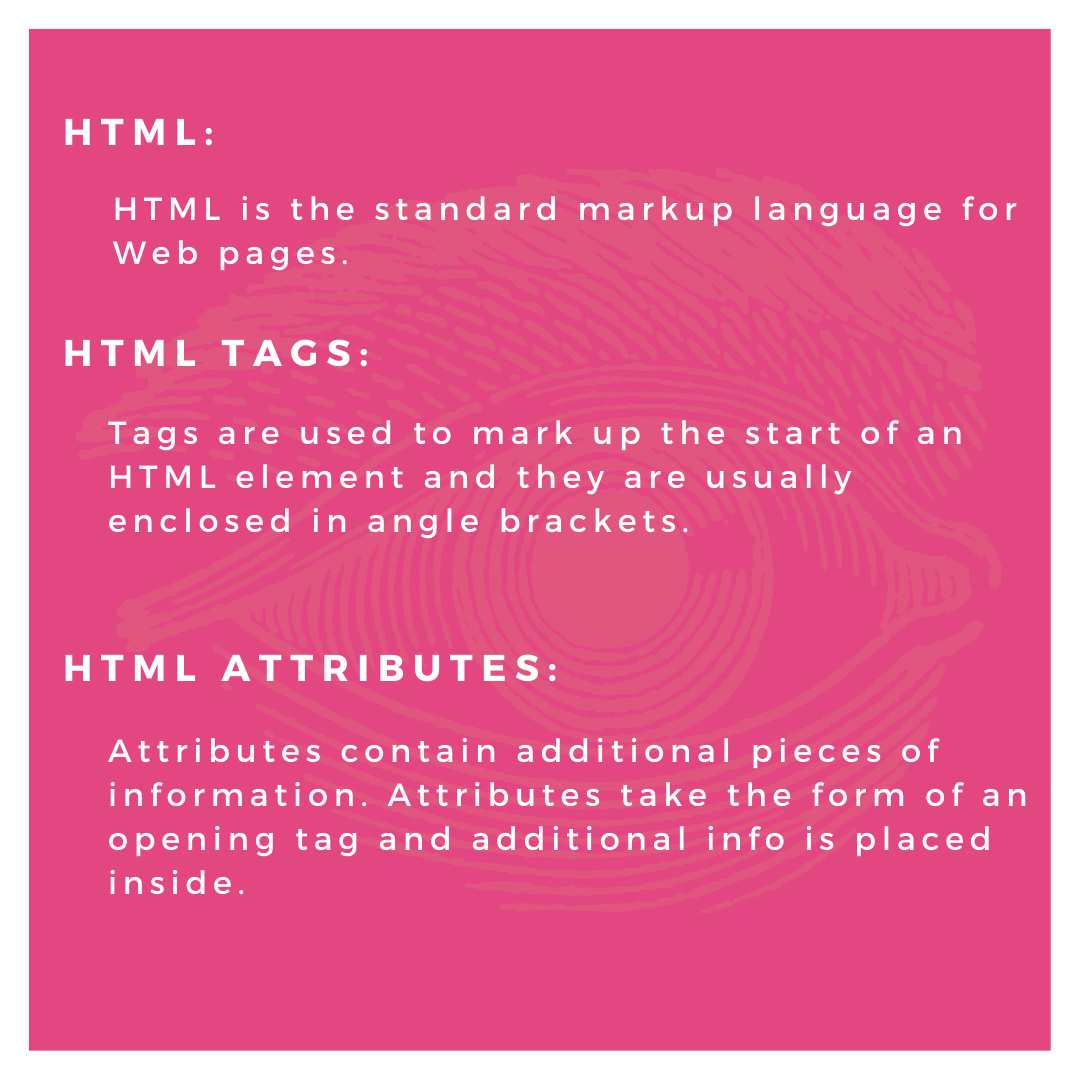 HTML:
HTML is the standard markup language for
Web pages.
HTML TAGS:
Tags are used to mark up the start of an
HTML element and they are usually
enclosed in angle brackets.
HTML ATTRIBUTES:
Attributes contain additional pieces of
information. Attributes take the form of an
opening tag and additional info is placed
inside.